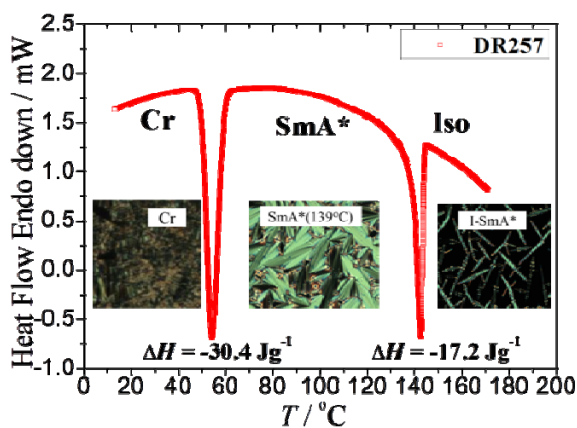 DR257
Heat Flow Endo down / mW
2.5
2.0
1.5
1.0
0.5
0.0
-0.5
-1.0
Cr
SmA*
Iso
Cr
SmA*(139°C)
I-SmA*
ΔH = -30.4 Jg⁻¹
ΔH = -17.2 Jg⁻¹
0 20 40 60 80 100 120 140 160 180 200
T / °C